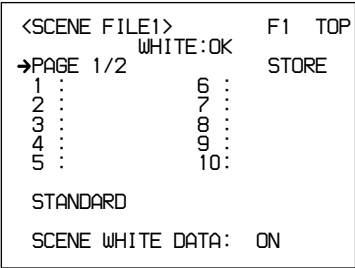 <SCENE FILE1> F1 TOP
WHITE:OK
→PAGE 1/2 STORE
1 : 6 :
2 : 7 :
3 : 8 :
4 : 9 :
5 : 10:
STANDARD
SCENE WHITE DATA: ON